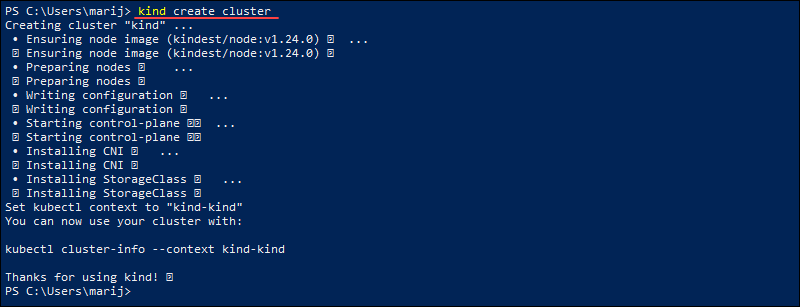 PS C:\Users\marij> kind create cluster
Creating cluster "kind" ...
• Ensuring node image (kindest/node:v1.24.0) ⍰ ...
⍰ Ensuring node image (kindest/node:v1.24.0) ⍰
• Preparing nodes ⍰ ...
⍰ Preparing nodes ⍰
• Writing configuration ⍰ ...
⍰ Writing configuration ⍰
• Starting control-plane ⍰⍰ ...
⍰ Starting control-plane ⍰⍰
• Installing CNI ⍰ ...
⍰ Installing CNI ⍰
• Installing StorageClass ⍰ ...
⍰ Installing StorageClass ⍰
Set kubectl context to "kind-kind"
You can now use your cluster with:
kubectl cluster-info --context kind-kind
Thanks for using kind! ⍰
PS C:\Users\marij>